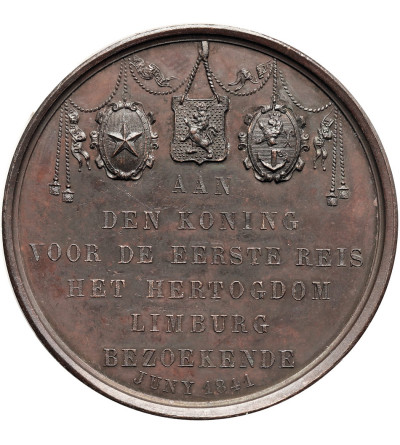 AAN
DEN KONING
VOOR DE EERSTE REIS
HET HERTOGDOM
LIMBURG
BEZOEKENDE
JUNY 1841